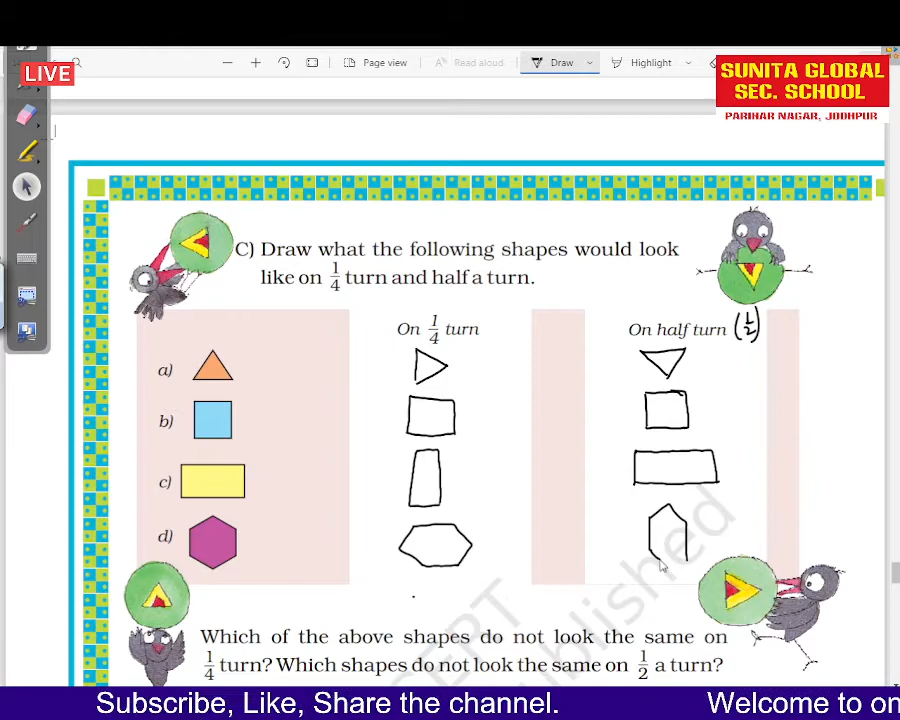 LIVE
Page view
Read aloud
Draw
Highlight
SUNITA GLOBAL
SEC. SCHOOL
PARIHAR NAGAR, JODHPUR
C) Draw what the following shapes would look
like on 1/4 turn and half a turn.
On 1/4 turn
On half turn (1/2)
a)
b)
c)
d)
Which of the above shapes do not look the same on
1/4 turn? Which shapes do not look the same on 1/2 a turn?
Subscribe, Like, Share the channel.
Welcome to on